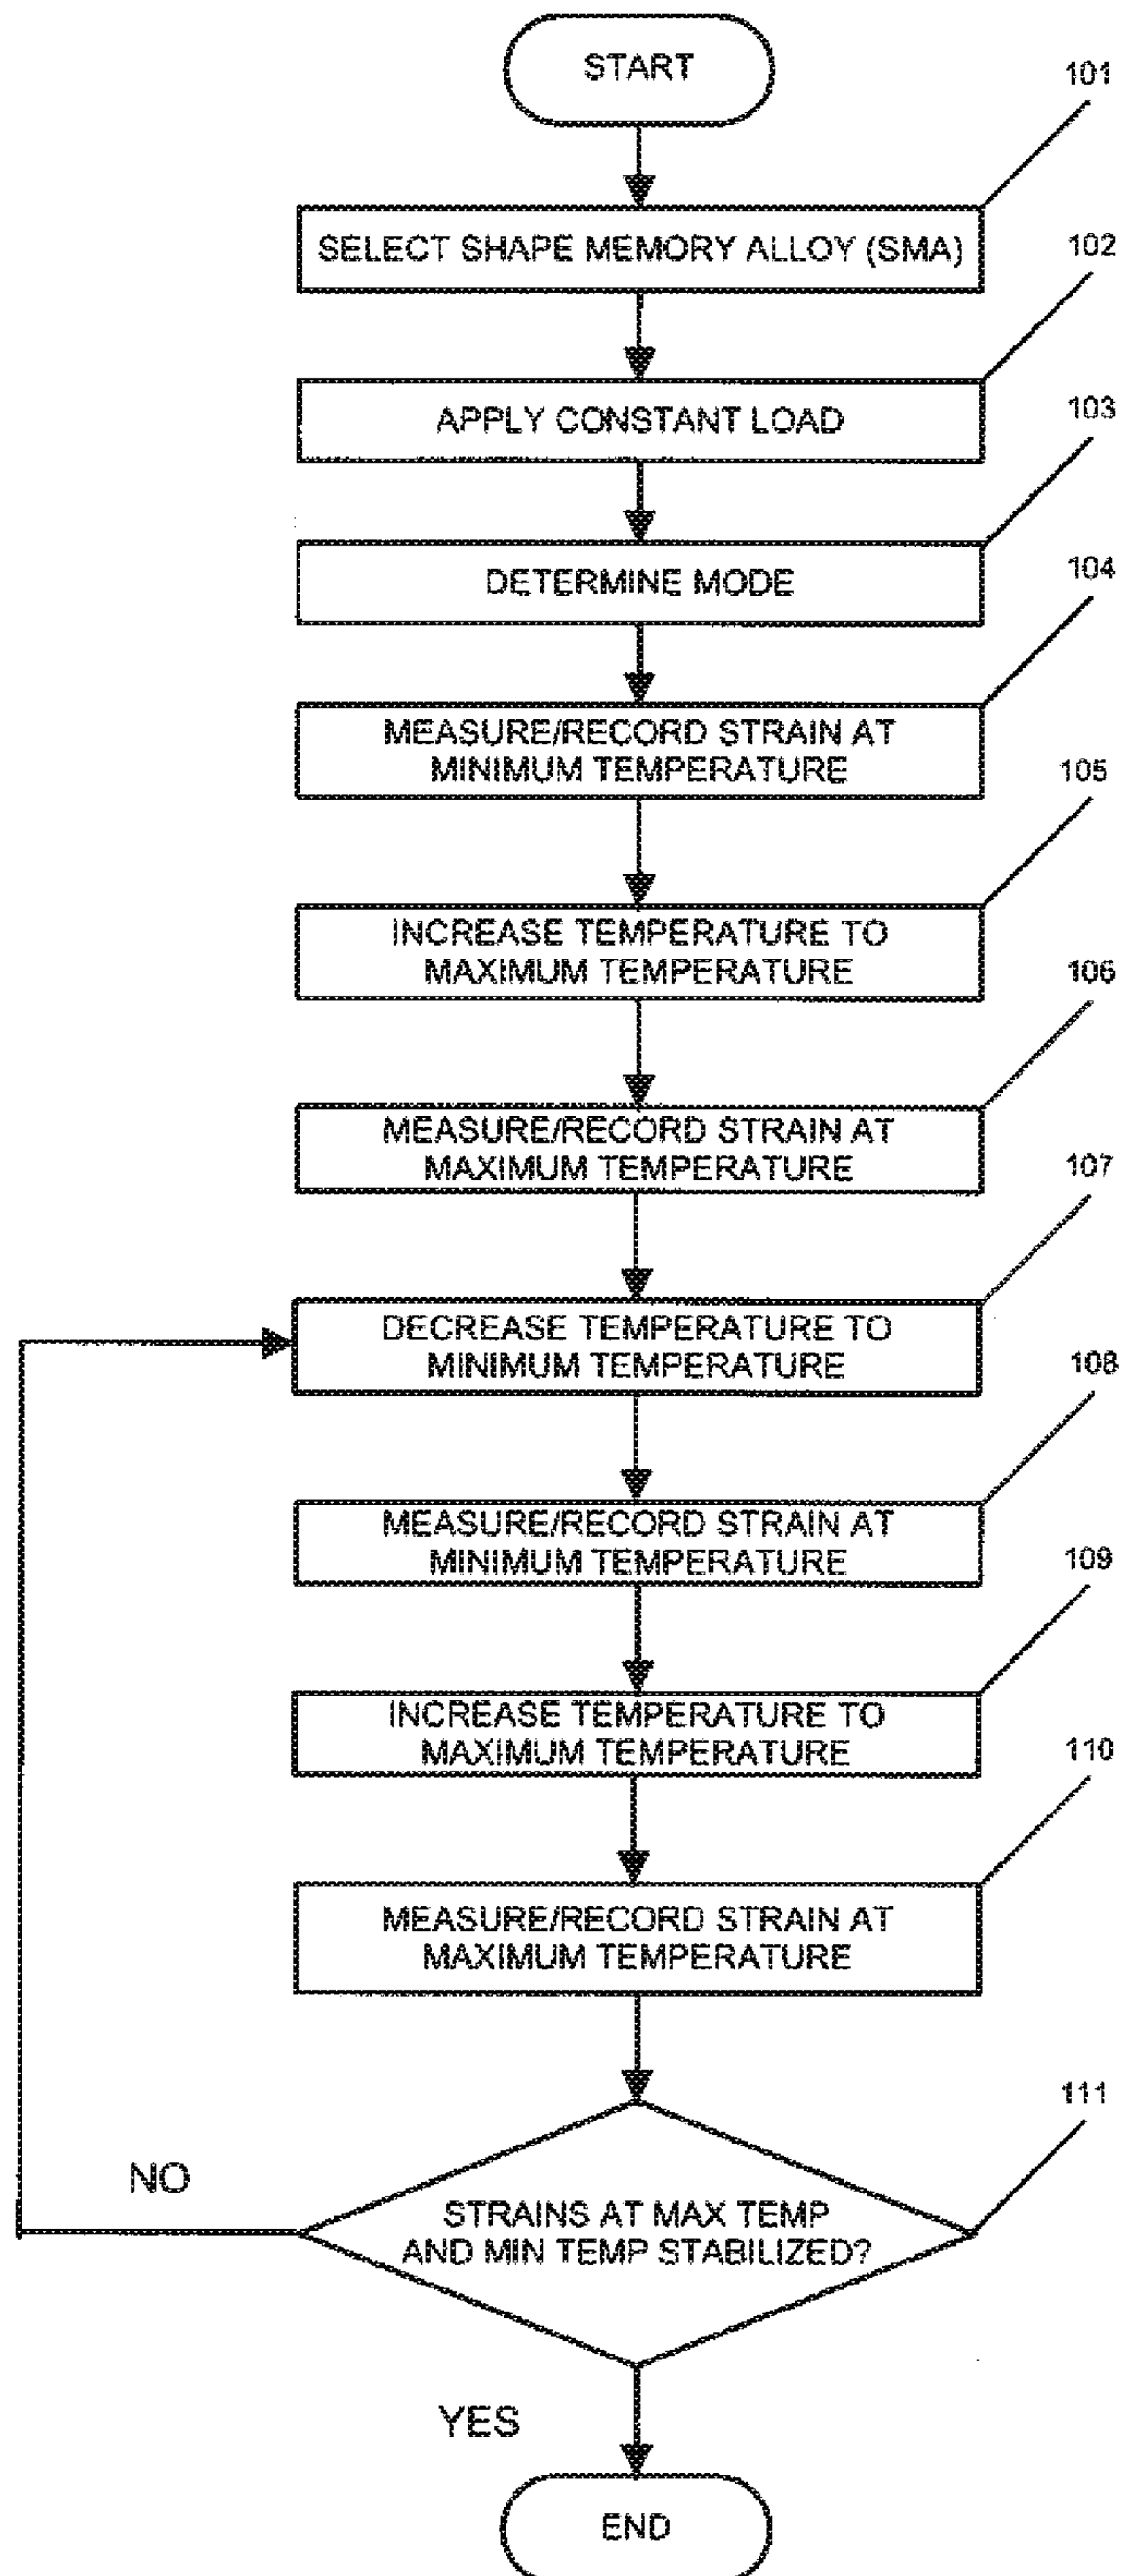 START
101
SELECT SHAPE MEMORY ALLOY (SMA)
102
APPLY CONSTANT LOAD
103
DETERMINE MODE
104
MEASURE/RECORD STRAIN AT
MINIMUM TEMPERATURE
105
INCREASE TEMPERATURE TO
MAXIMUM TEMPERATURE
106
MEASURE/RECORD STRAIN AT
MAXIMUM TEMPERATURE
107
DECREASE TEMPERATURE TO
MINIMUM TEMPERATURE
108
MEASURE/RECORD STRAIN AT
MINIMUM TEMPERATURE
109
INCREASE TEMPERATURE TO
MAXIMUM TEMPERATURE
110
MEASURE/RECORD STRAIN AT
MAXIMUM TEMPERATURE
111
NO
STRAINS AT MAX TEMP
AND MIN TEMP STABILIZED?
YES
END